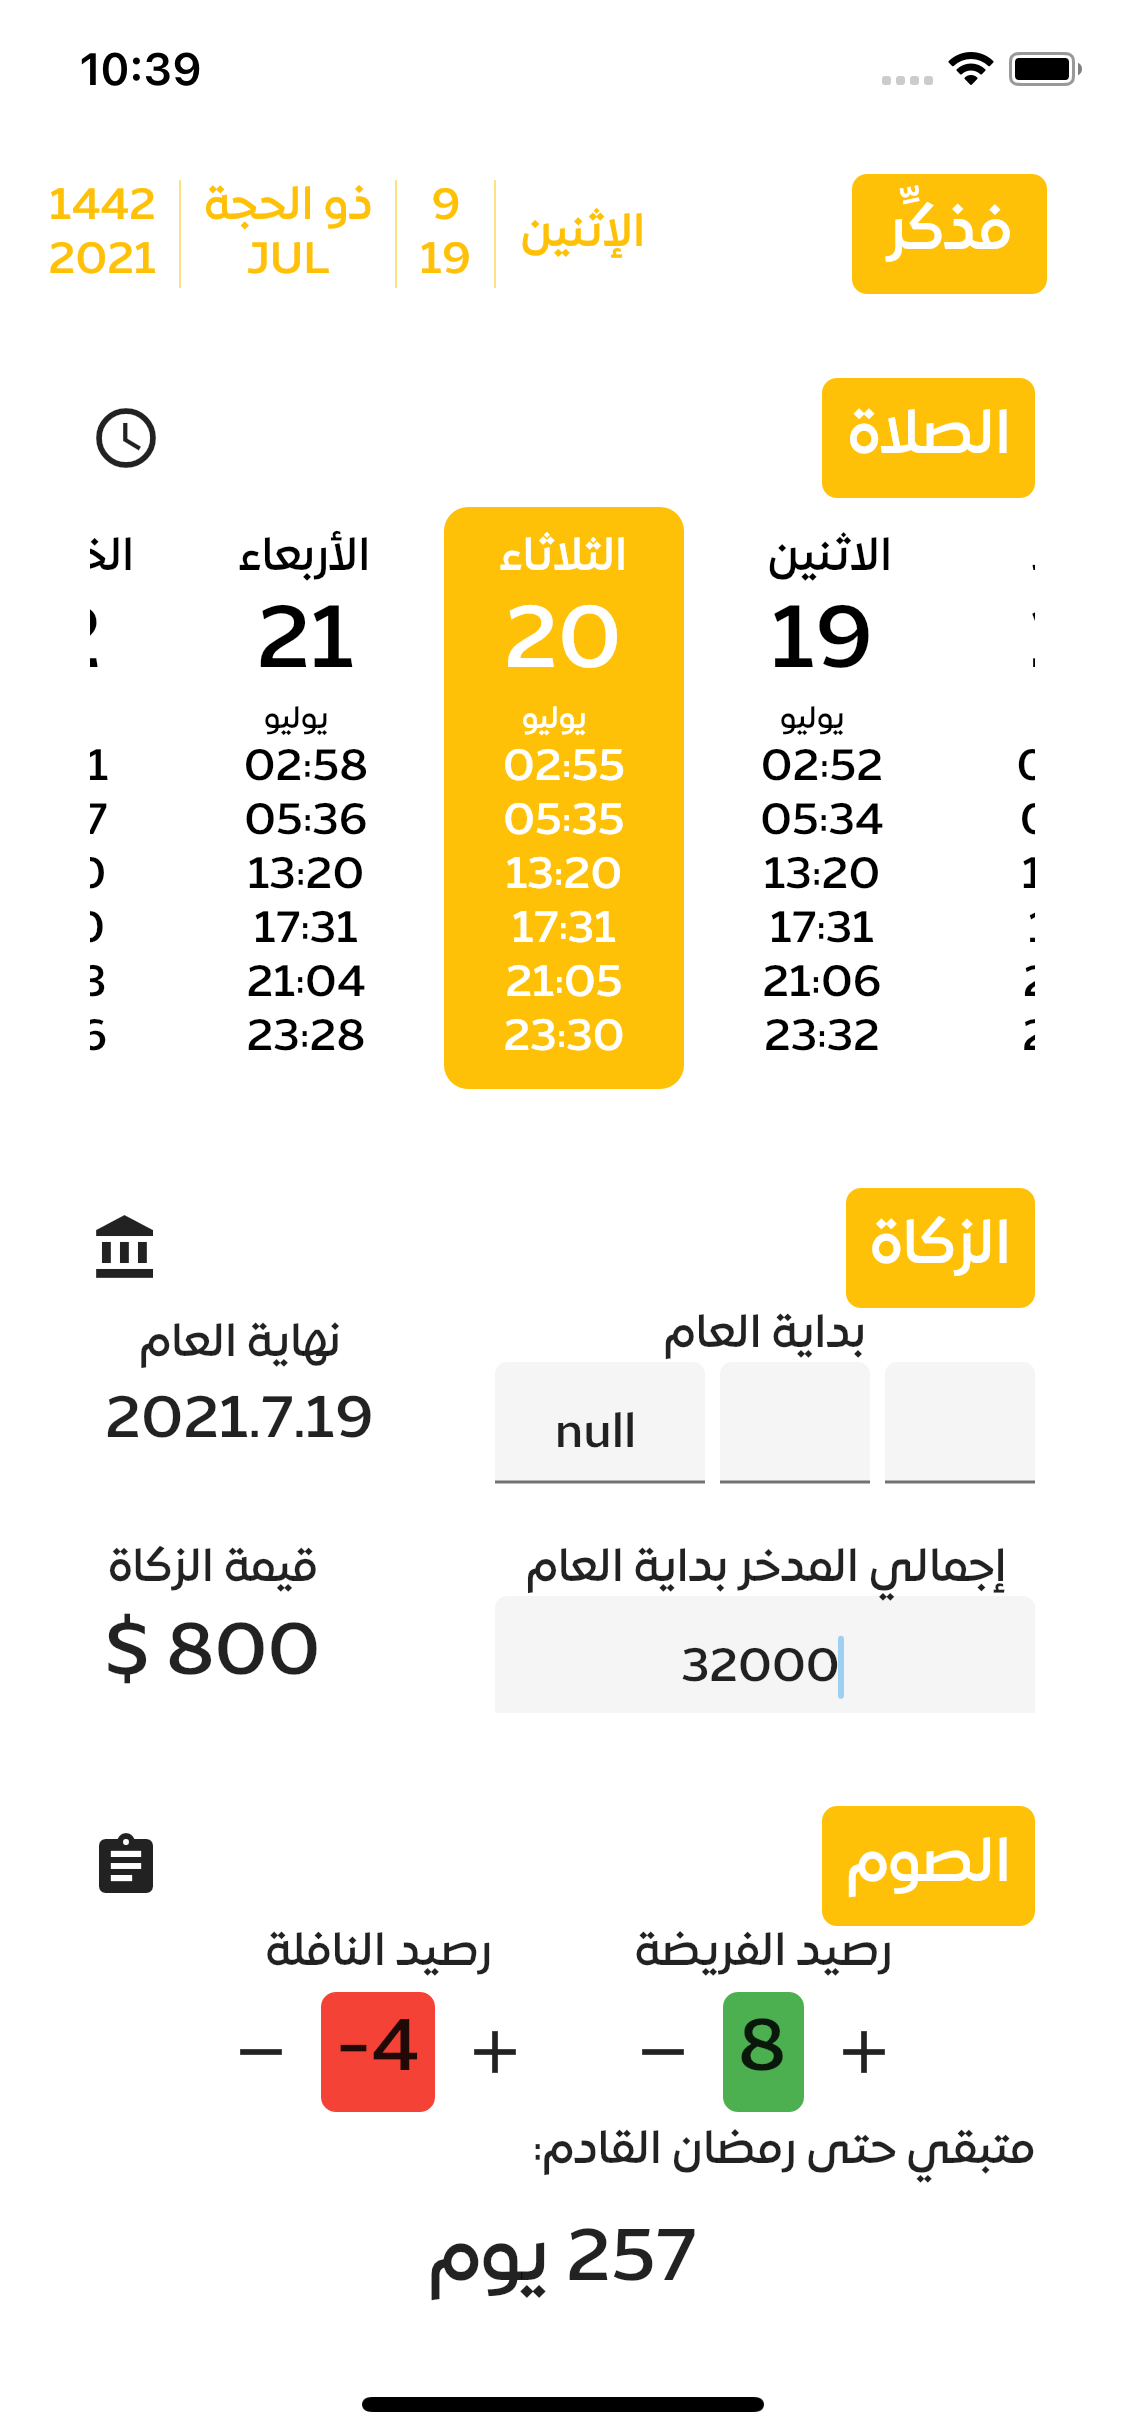 10:39
فذكِّر
الإثنين
9
19
ذو الحجة
JUL
1442
2021
الصلاة
الاثنين
19
يوليو
02:52
05:34
13:20
17:31
21:06
23:32
الثلاثاء
20
يوليو
02:55
05:35
13:20
17:31
21:05
23:30
الأربعاء
21
يوليو
02:58
05:36
13:20
17:31
21:04
23:28
الزكاة
بداية العام
null
نهاية العام
2021.7.19
إجمالي المدخر بداية العام
32000
قيمة الزكاة
$ 800
الصوم
رصيد الفريضة
+ 8 −
رصيد النافلة
+ -4 −
متبقي حتى رمضان القادم:
257 يوم